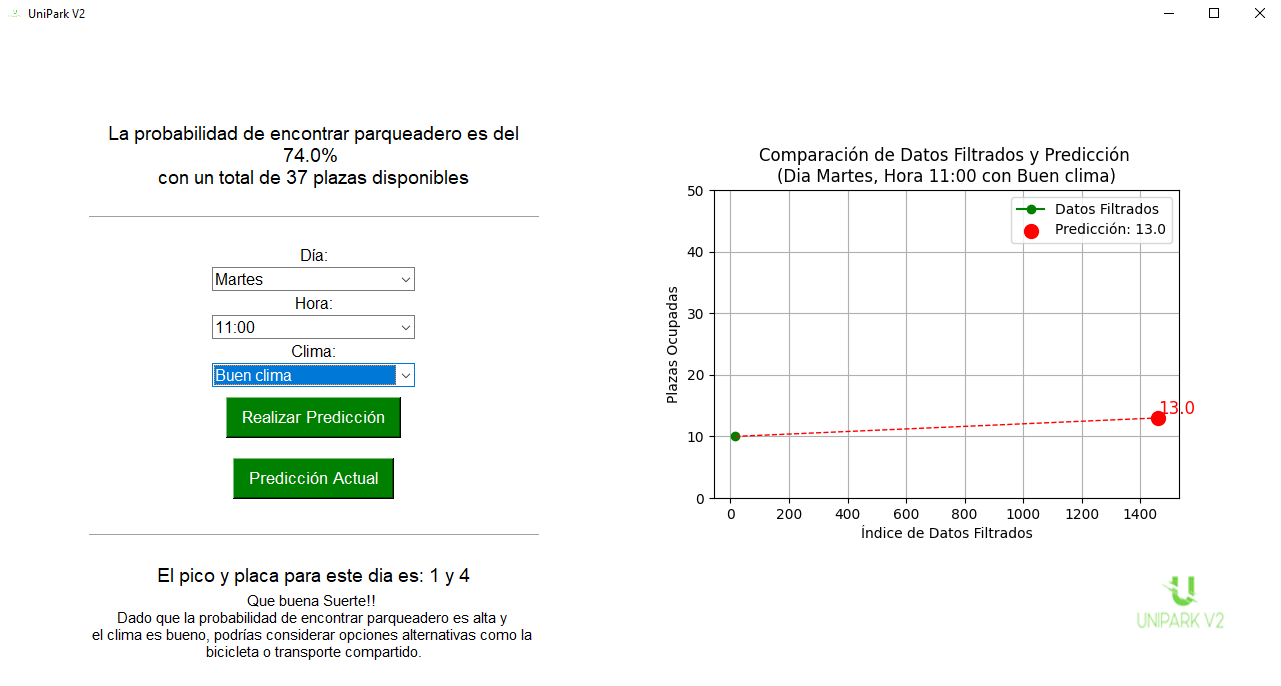 UniPark V2
La probabilidad de encontrar parqueadero es del
74.0%
con un total de 37 plazas disponibles
Día:
Martes
Hora:
11:00
Clima:
Buen clima
Realizar Predicción
Predicción Actual
El pico y placa para este dia es: 1 y 4
Que buena Suerte!!
Dado que la probabilidad de encontrar parqueadero es alta y
el clima es bueno, podrías considerar opciones alternativas como la
bicicleta o transporte compartido.
Comparación de Datos Filtrados y Predicción
(Dia Martes, Hora 11:00 con Buen clima)
Datos Filtrados
Predicción: 13.0
Plazas Ocupadas
50
40
30
20
10
0
13.0
0 200 400 600 800 1000 1200 1400
Índice de Datos Filtrados
UNIPARK V2